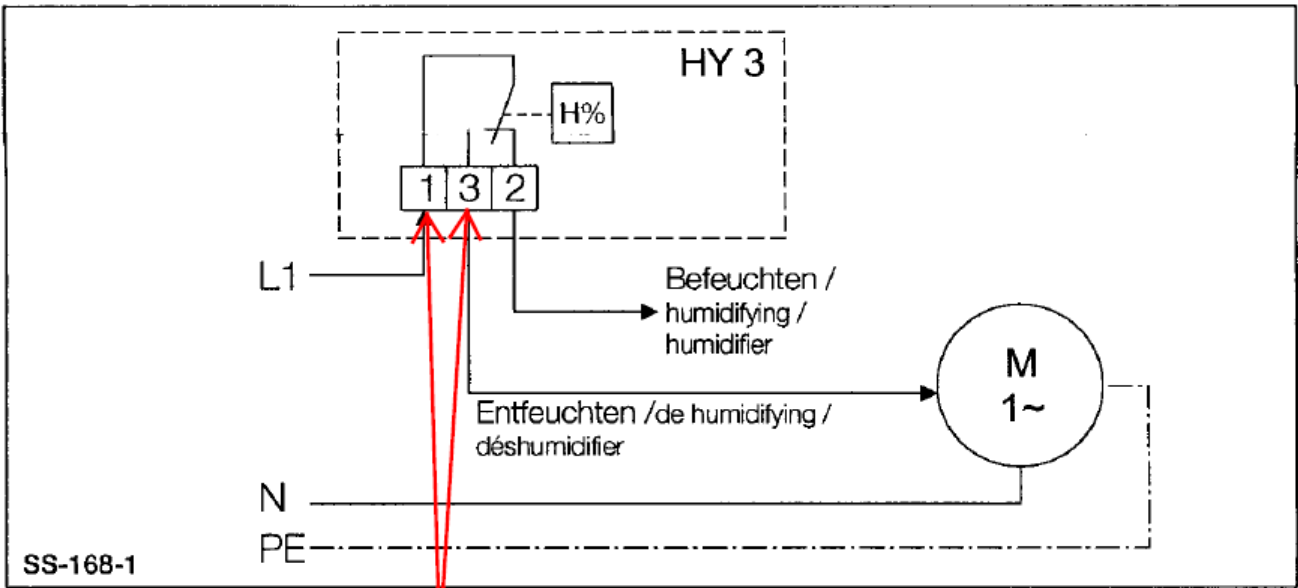 HY 3
H%
1 3 2
L1
Befeuchten /
humidifying /
humidifier
M
1~
Entfeuchten /de humidifying /
déshumidifier
N
PE
SS-168-1